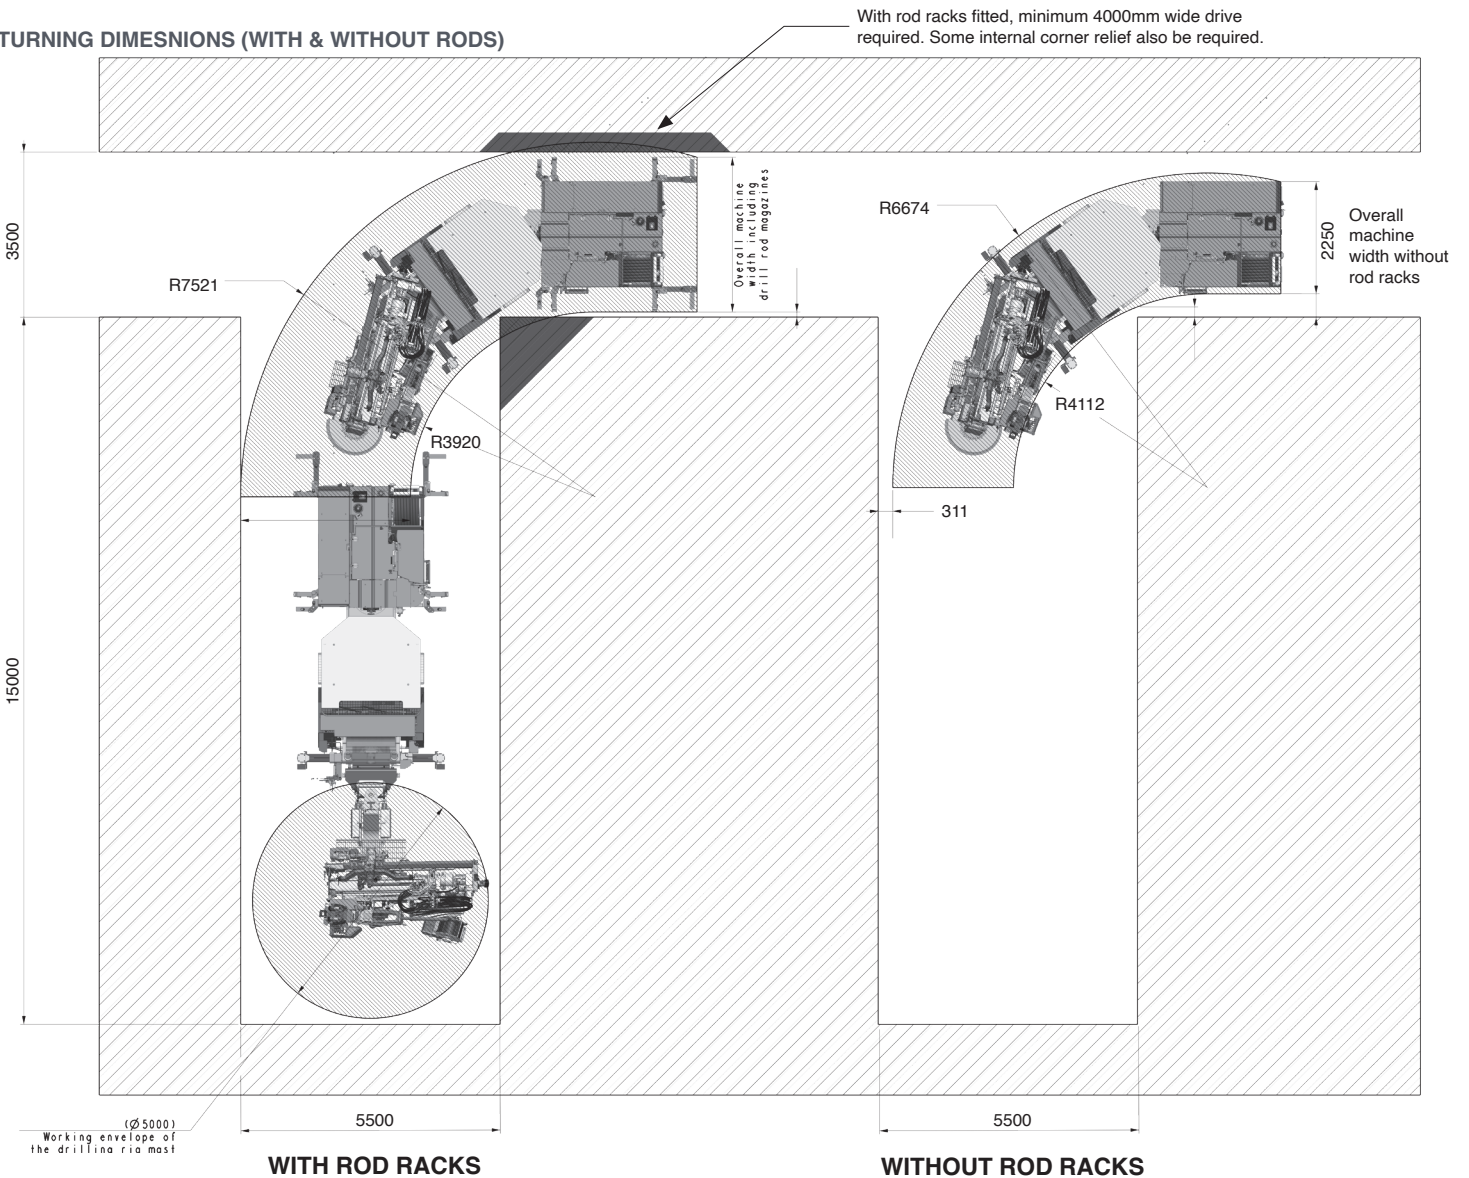 TURNING DIMESNIONS (WITH & WITHOUT RODS)
With rod racks fitted, minimum 4000mm wide drive
required. Some internal corner relief also be required.
3500
15000
R7521
R3920
Overall machine
width including
drill rod magazines
R6674
R4112
2250
Overall
machine
width without
rod racks
311
(Ø5000)
Working envelope of
the drilling rig mast
5500
5500
WITH ROD RACKS
WITHOUT ROD RACKS